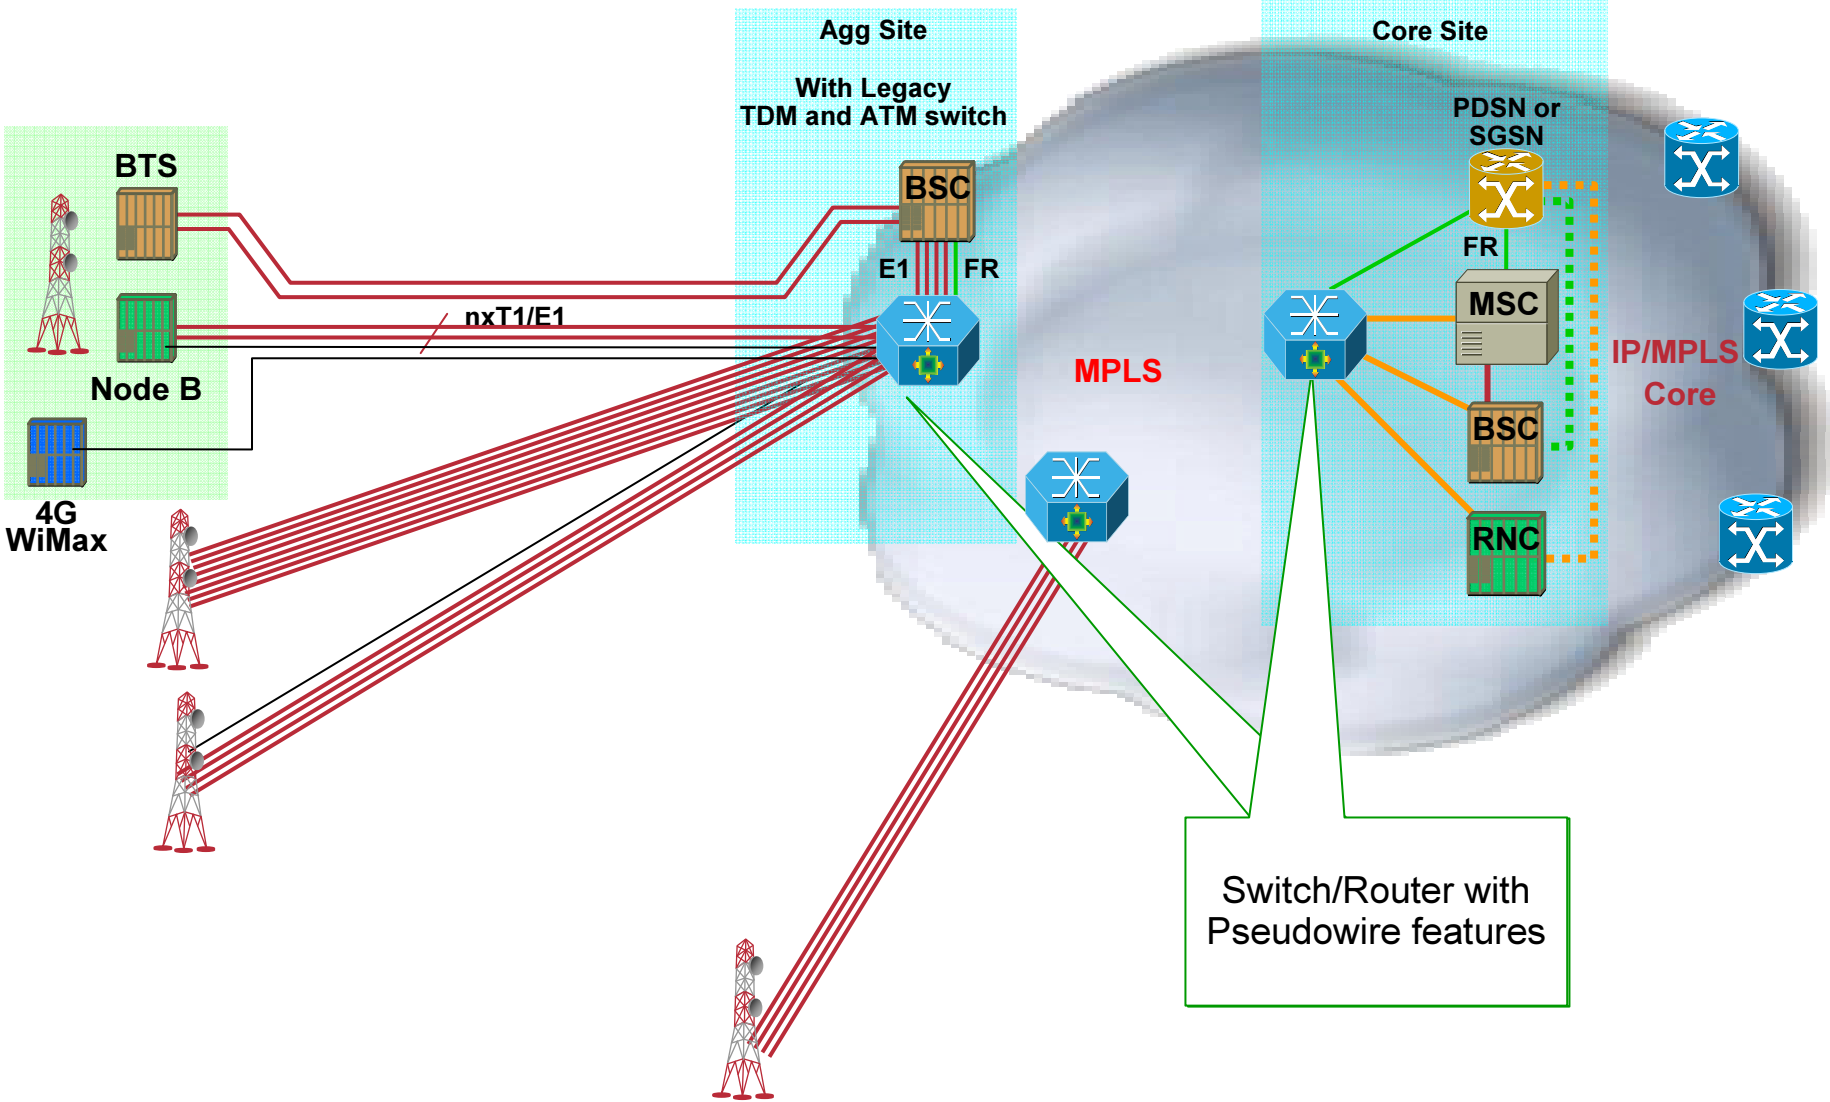 Agg Site
With Legacy
TDM and ATM switch
Core Site
PDSN or
SGSN
BTS
BSC
E1
FR
FR
nxT1/E1
MSC
MPLS
IP/MPLS
Core
Node B
BSC
4G
WiMax
RNC
Switch/Router with
Pseudowire features